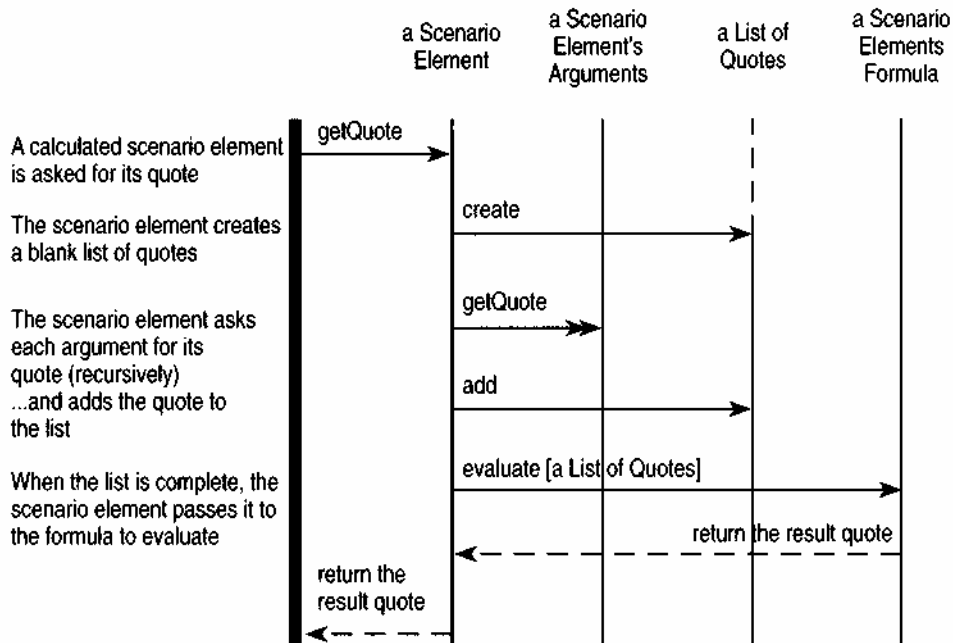 a Scenario
Element
a Scenario
Element's
Arguments
a List of
Quotes
a Scenario
Elements
Formula
A calculated scenario element
is asked for its quote
getQuote
The scenario element creates
a blank list of quotes
create
The scenario element asks
each argument for its
quote (recursively)
...and adds the quote to
the list
getQuote
add
When the list is complete, the
scenario element passes it to
the formula to evaluate
evaluate [a List of Quotes]
return the result quote
return the
result quote